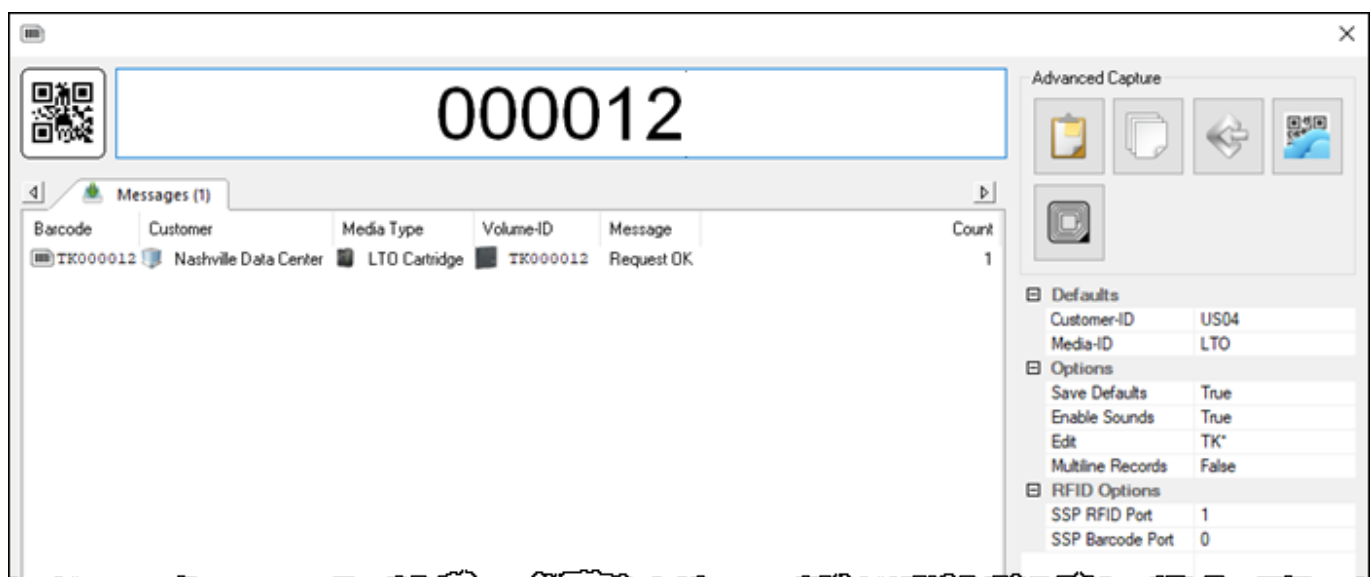 000012
Advanced Capture
Messages (1)
Barcode Customer Media Type Volume-ID Message Count
TK000012 Nashville Data Center LTO Cartridge TK000012 Request OK 1
Defaults
Customer-ID US04
Media-ID LTO
Options
Save Defaults True
Enable Sounds True
Edit TK*
Multiline Records False
RFID Options
SSP RFID Port 1
SSP Barcode Port 0